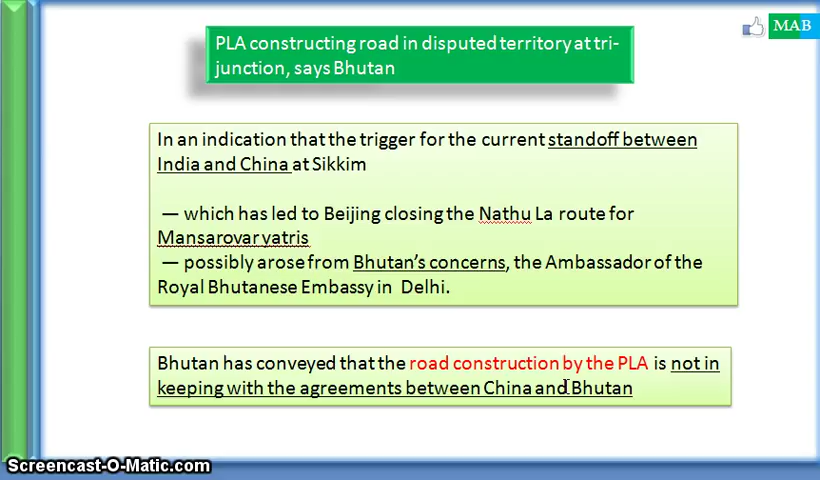 MAB
PLA constructing road in disputed territory at tri-
junction, says Bhutan
In an indication that the trigger for the current standoff between
India and China at Sikkim
— which has led to Beijing closing the Nathu La route for
Mansarovar yatris
— possibly arose from Bhutan’s concerns, the Ambassador of the
Royal Bhutanese Embassy in Delhi.
Bhutan has conveyed that the road construction by the PLA is not in
keeping with the agreements between China and Bhutan
Screencast-O-Matic.com